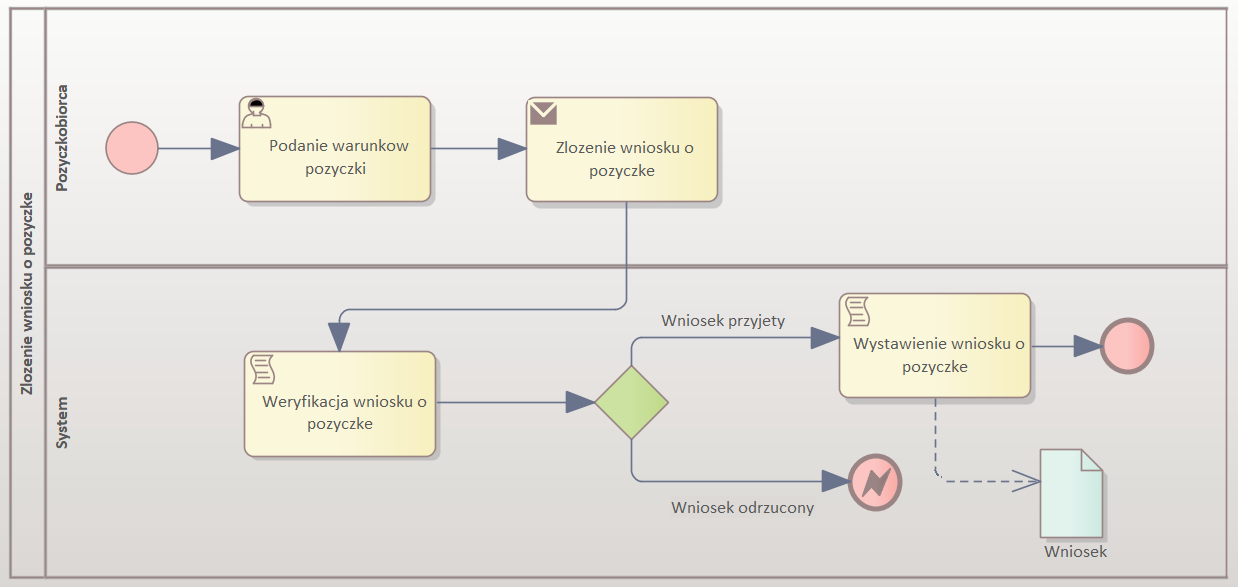 Zlozenie wniosku o pozyczke
Pozyczkobiorca
Podanie warunkow
pozyczki
Zlozenie wniosku o
pozyczke
System
Weryfikacja wniosku o
pozyczke
Wniosek przyjety
Wystawienie wniosku o
pozyczke
Wniosek odrzucony
Wniosek